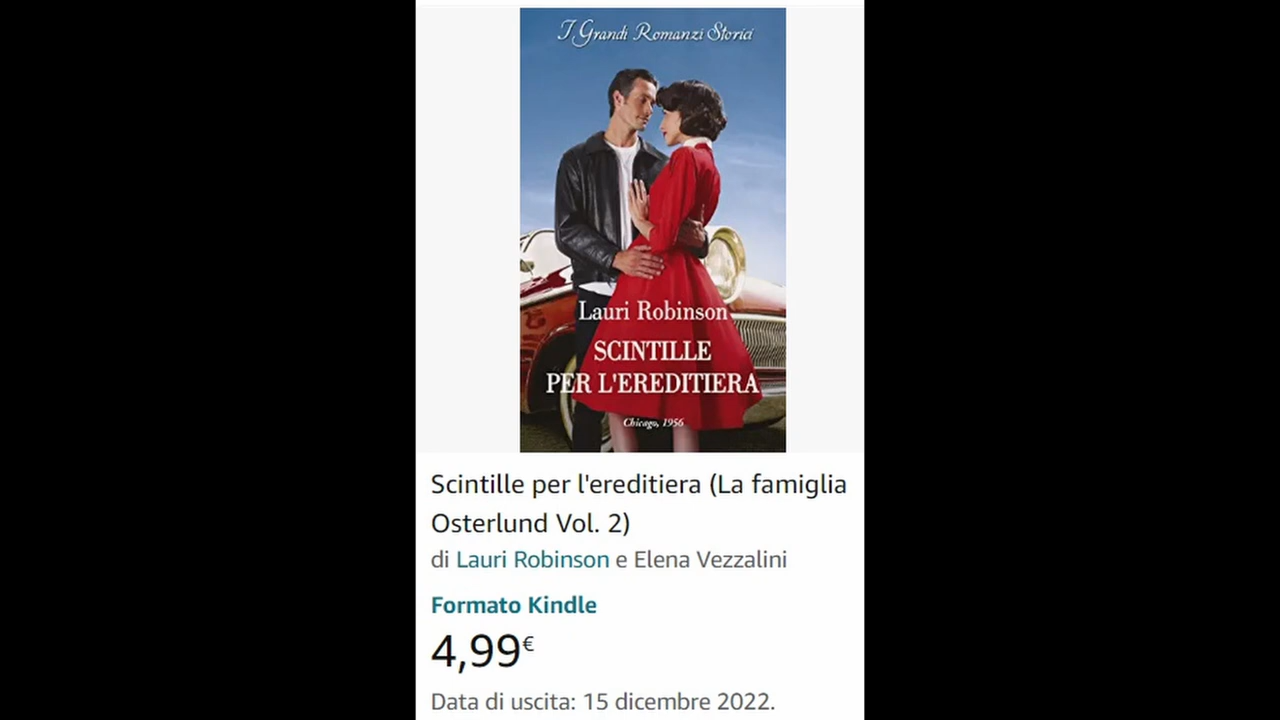 I Grandi Romanzi Storici
Lauri Robinson
SCINTILLE
PER L'EREDITIERA
Chicago, 1956
Scintille per l'ereditiera (La famiglia
Osterlund Vol. 2)
di Lauri Robinson e Elena Vezzalini
Formato Kindle
4,99€
Data di uscita: 15 dicembre 2022.